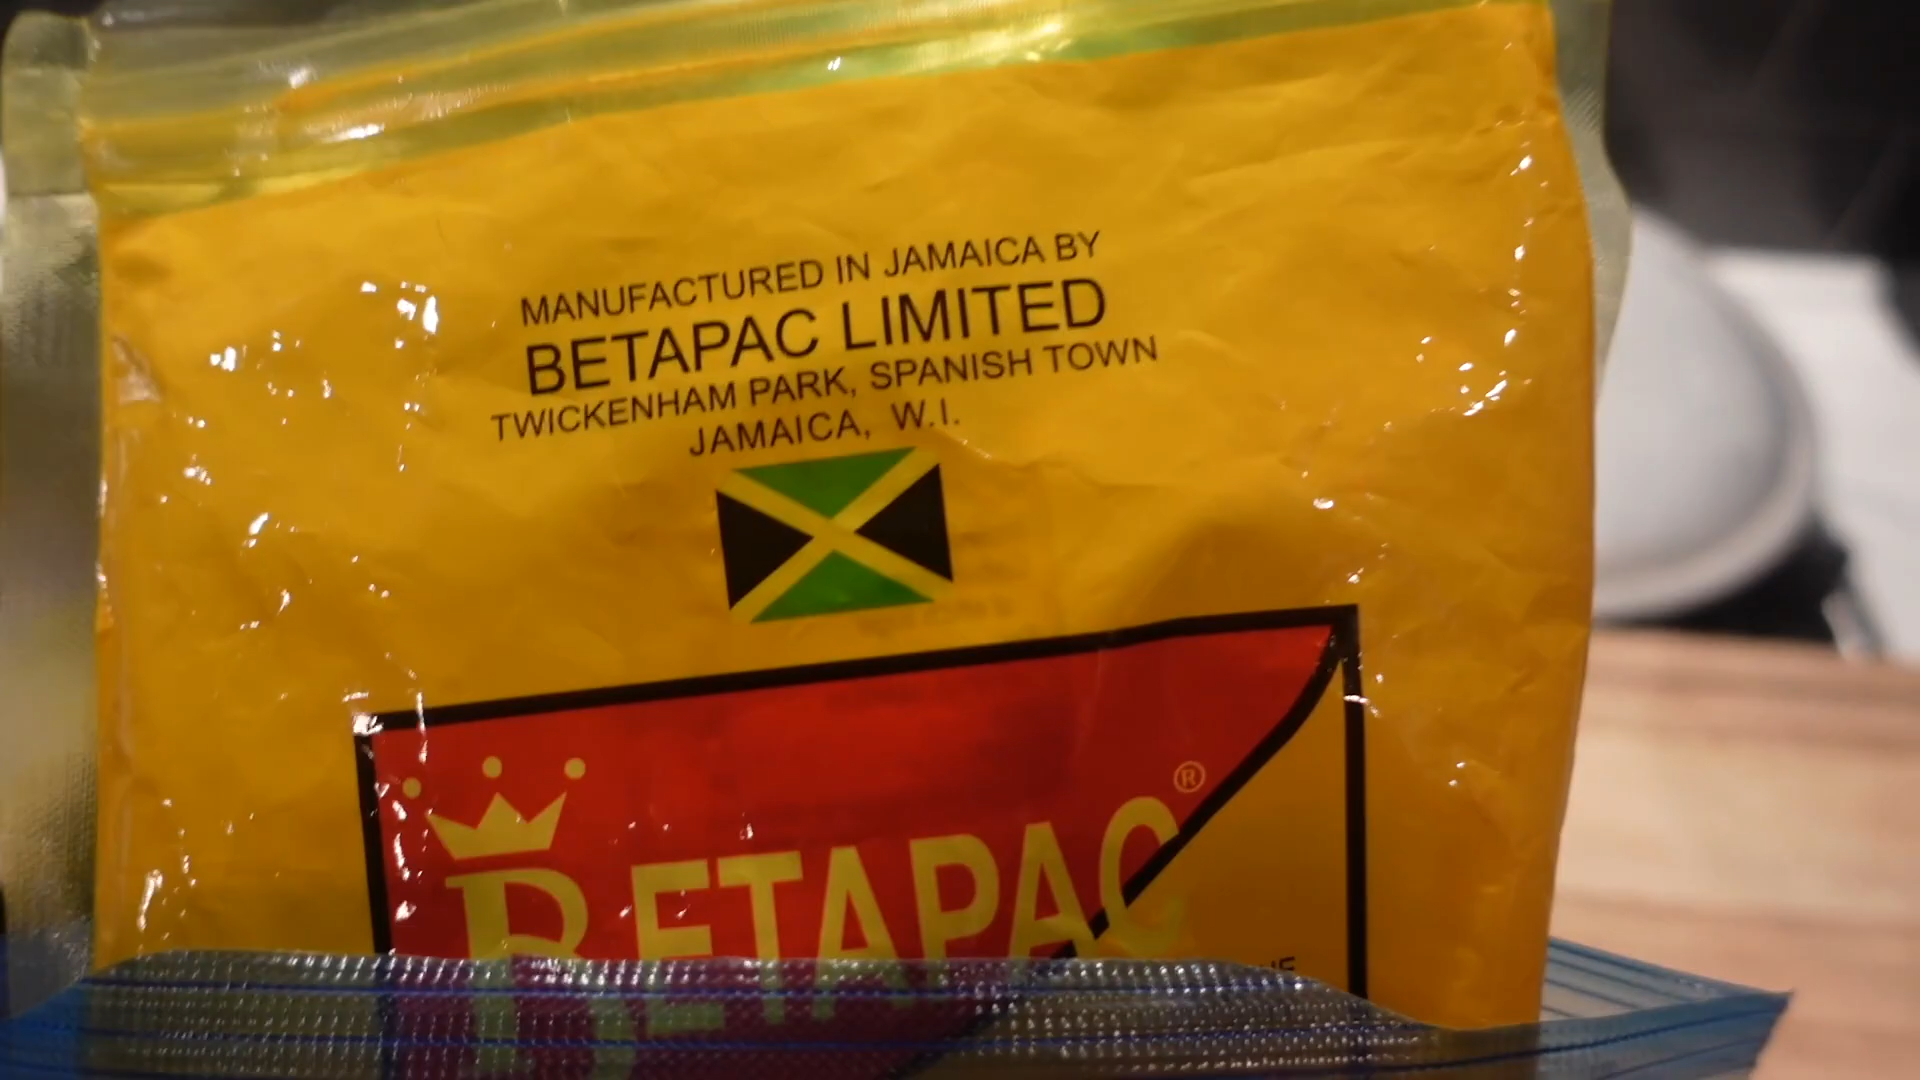 MANUFACTURED IN JAMAICA BY
BETAPAC LIMITED
TWICKENHAM PARK, SPANISH TOWN
JAMAICA, W.I.
BETAPAC®